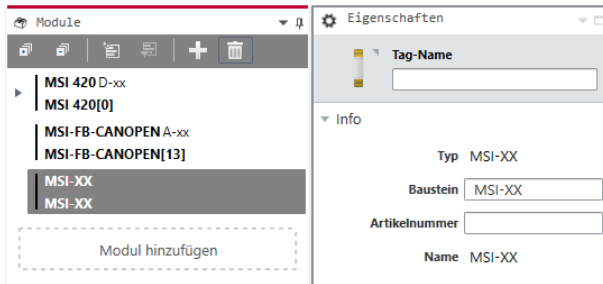 Module
MSI 420 D-xx
MSI 420[0]
MSI-FB-CANOPEN A-xx
MSI-FB-CANOPEN[13]
MSI-XX
MSI-XX
Modul hinzufügen
Eigenschaften
Tag-Name
Info
Typ MSI-XX
Baustein MSI-XX
Artikelnummer
Name MSI-XX